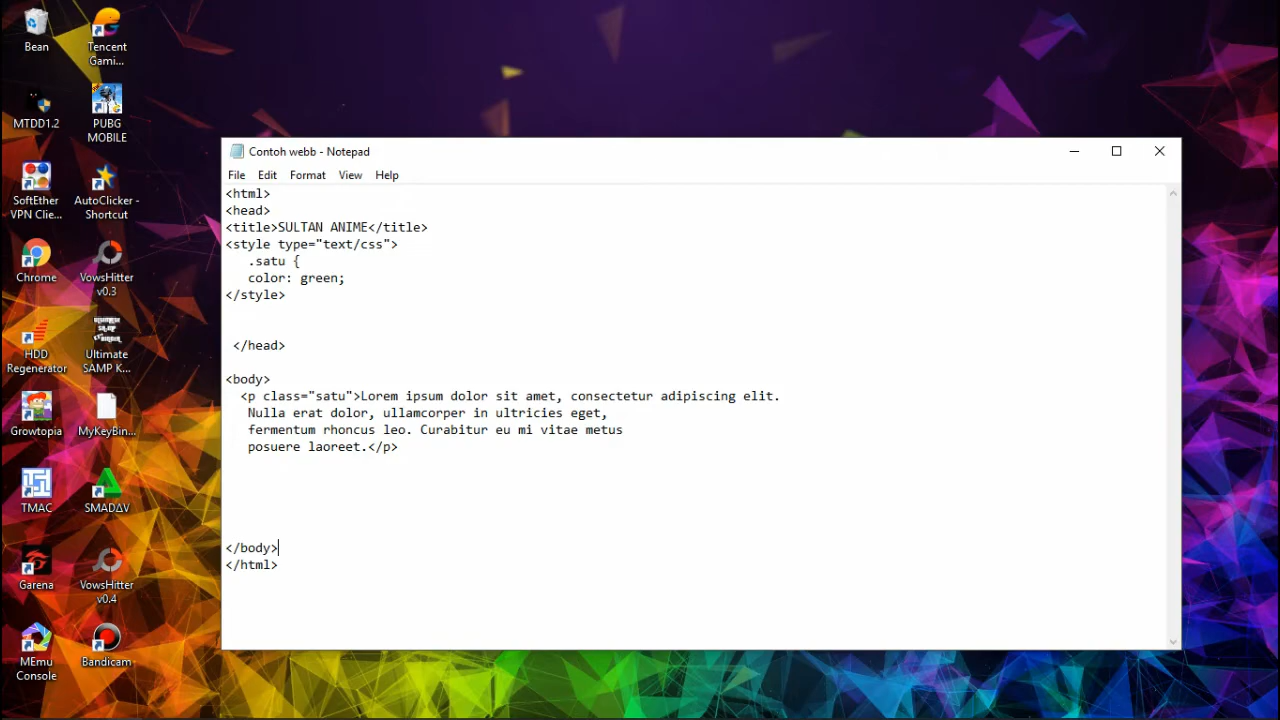 Bean
Tencent
Gami...
MTDD1.2
PUBG
MOBILE
SoftEther
VPN Clie...
AutoClicker -
Shortcut
Chrome
VowsHitter
v0.3
HDD
Regenerator
Ultimate
SAMP K...
Growtopia
MyKeyBin...
TMAC
SMADΔV
Garena
VowsHitter
v0.4
MEmu
Console
Bandicam
Contoh webb - Notepad
File Edit Format View Help
<html>
<head>
<title>SULTAN ANIME</title>
<style type="text/css">
.satu {
color: green;
</style>
</head>
<body>
<p class="satu">Lorem ipsum dolor sit amet, consectetur adipiscing elit.
Nulla erat dolor, ullamcorper in ultricies eget,
fermentum rhoncus leo. Curabitur eu mi vitae metus
posuere laoreet.</p>
</body>
</html>